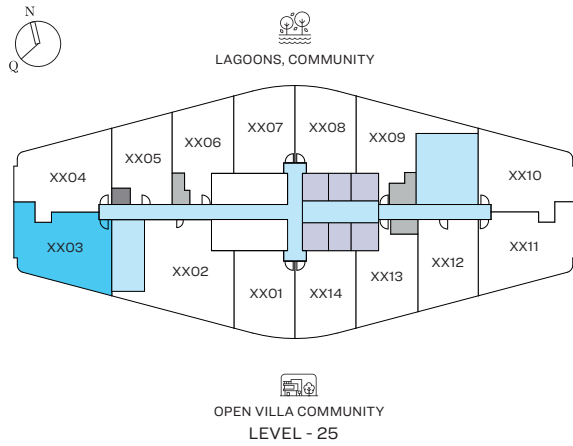 N
Q
LAGOONS, COMMUNITY
XX07
XX08
XX06
XX09
XX05
XX04
XX10
XX03
XX11
XX02
XX12
XX13
XX01
XX14
OPEN VILLA COMMUNITY
LEVEL - 25